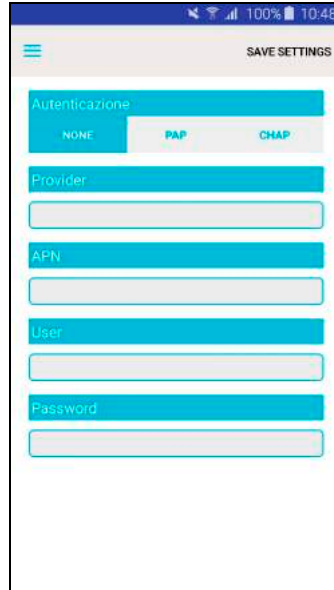 100% 10:48
SAVE SETTINGS
Autenticazione
NONE PAP CHAP
Provider
APN
User
Password